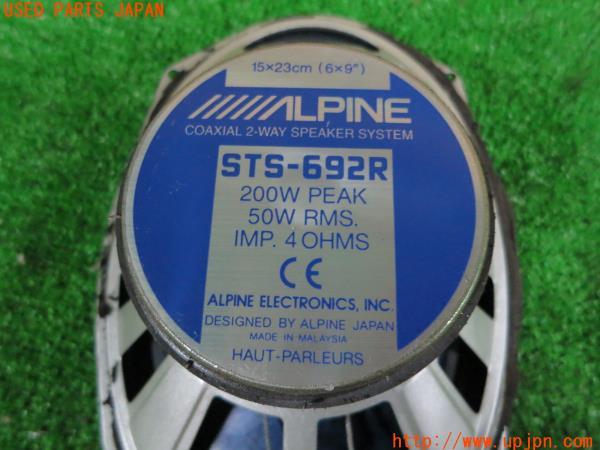 USED PARTS JAPAN
15×23cm (6×9")
ALPINE
COAXIAL 2-WAY SPEAKER SYSTEM
STS-692R
200W PEAK
50W RMS.
IMP. 4 OHMS
CE
ALPINE ELECTRONICS, INC.
DESIGNED BY ALPINE JAPAN
MADE IN MALAYSIA
HAUT-PARLEURS
http://www.upjpn.com